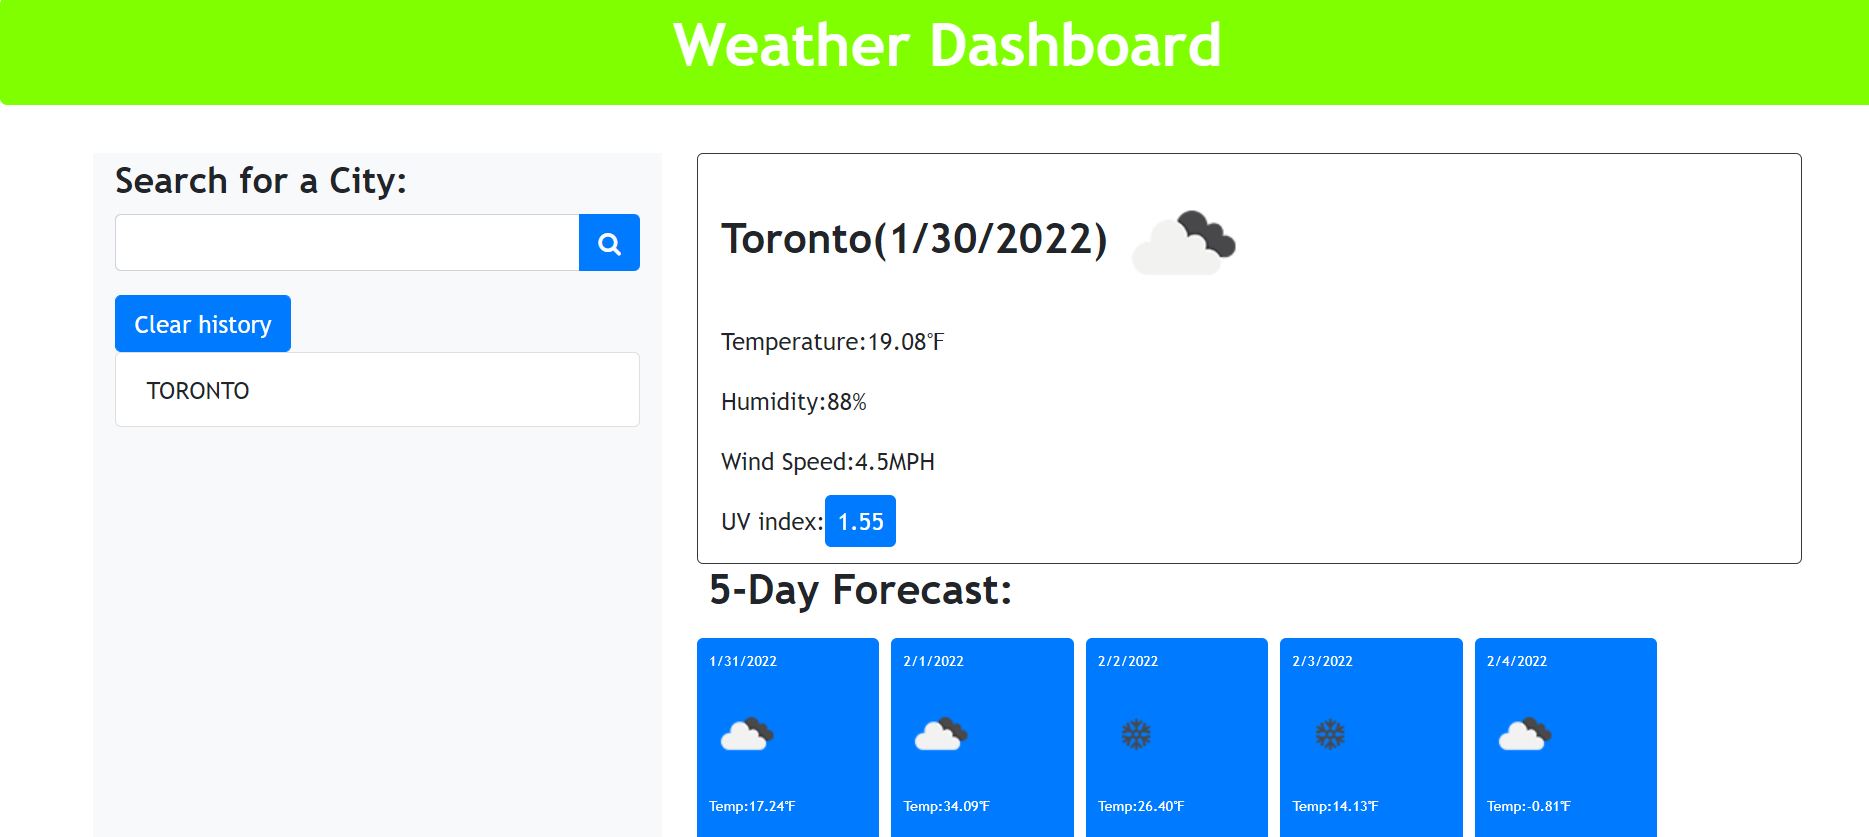 Weather Dashboard
Search for a City:
Clear history
TORONTO
Toronto(1/30/2022)
Temperature:19.08°F
Humidity:88%
Wind Speed:4.5MPH
UV index:1.55
5-Day Forecast:
1/31/2022
Temp:17.24°F
2/1/2022
Temp:34.09°F
2/2/2022
Temp:26.40°F
2/3/2022
Temp:14.13°F
2/4/2022
Temp:-0.81°F